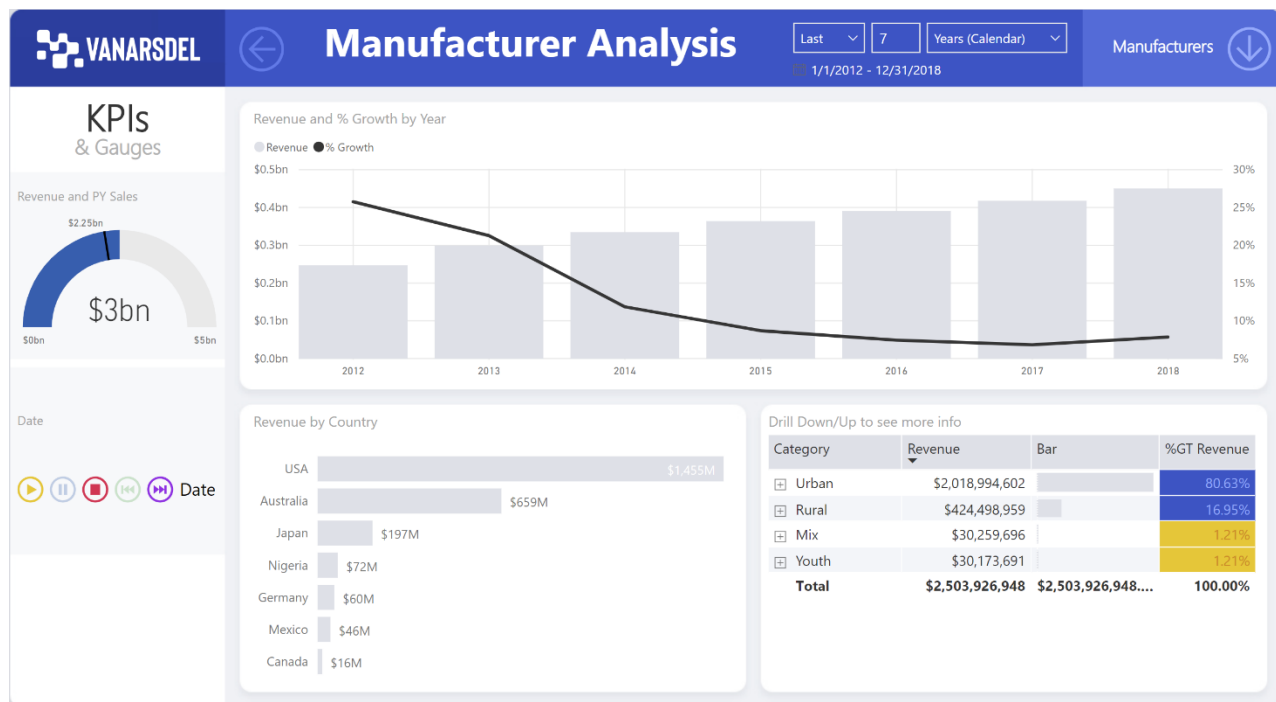 VANARSDEL
Manufacturer Analysis
Last
7
Years (Calendar)
1/1/2012 - 12/31/2018
Manufacturers
KPIs
& Gauges
Revenue and PY Sales
$2.25bn
$3bn
$0bn
$5bn
Date
Date
Revenue and % Growth by Year
Revenue % Growth
$0.5bn
$0.4bn
$0.3bn
$0.2bn
$0.1bn
$0.0bn
30%
25%
20%
15%
10%
5%
2012 2013 2014 2015 2016 2017 2018
Revenue by Country
USA $1,455M
Australia $659M
Japan $197M
Nigeria $72M
Germany $60M
Mexico $46M
Canada $16M
Drill Down/Up to see more info
Category Revenue Bar %GT Revenue
Urban $2,018,994,602 80.63%
Rural $424,498,959 16.95%
Mix $30,259,696 1.21%
Youth $30,173,691 1.21%
Total $2,503,926,948 $2,503,926,948.... 100.00%